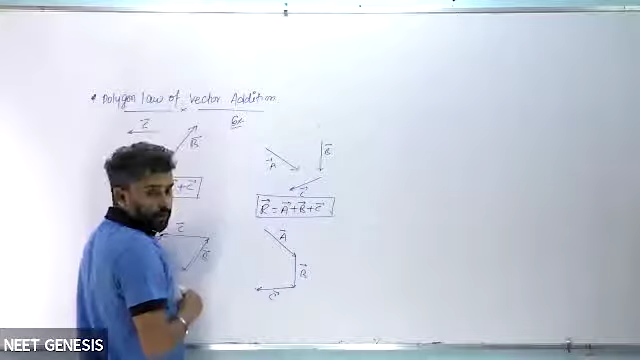 * Polygon law of Vector Addition
Ex
C
B
A
B
C
+C
R = A + B + C
C
B
A
B
C
NEET GENESIS